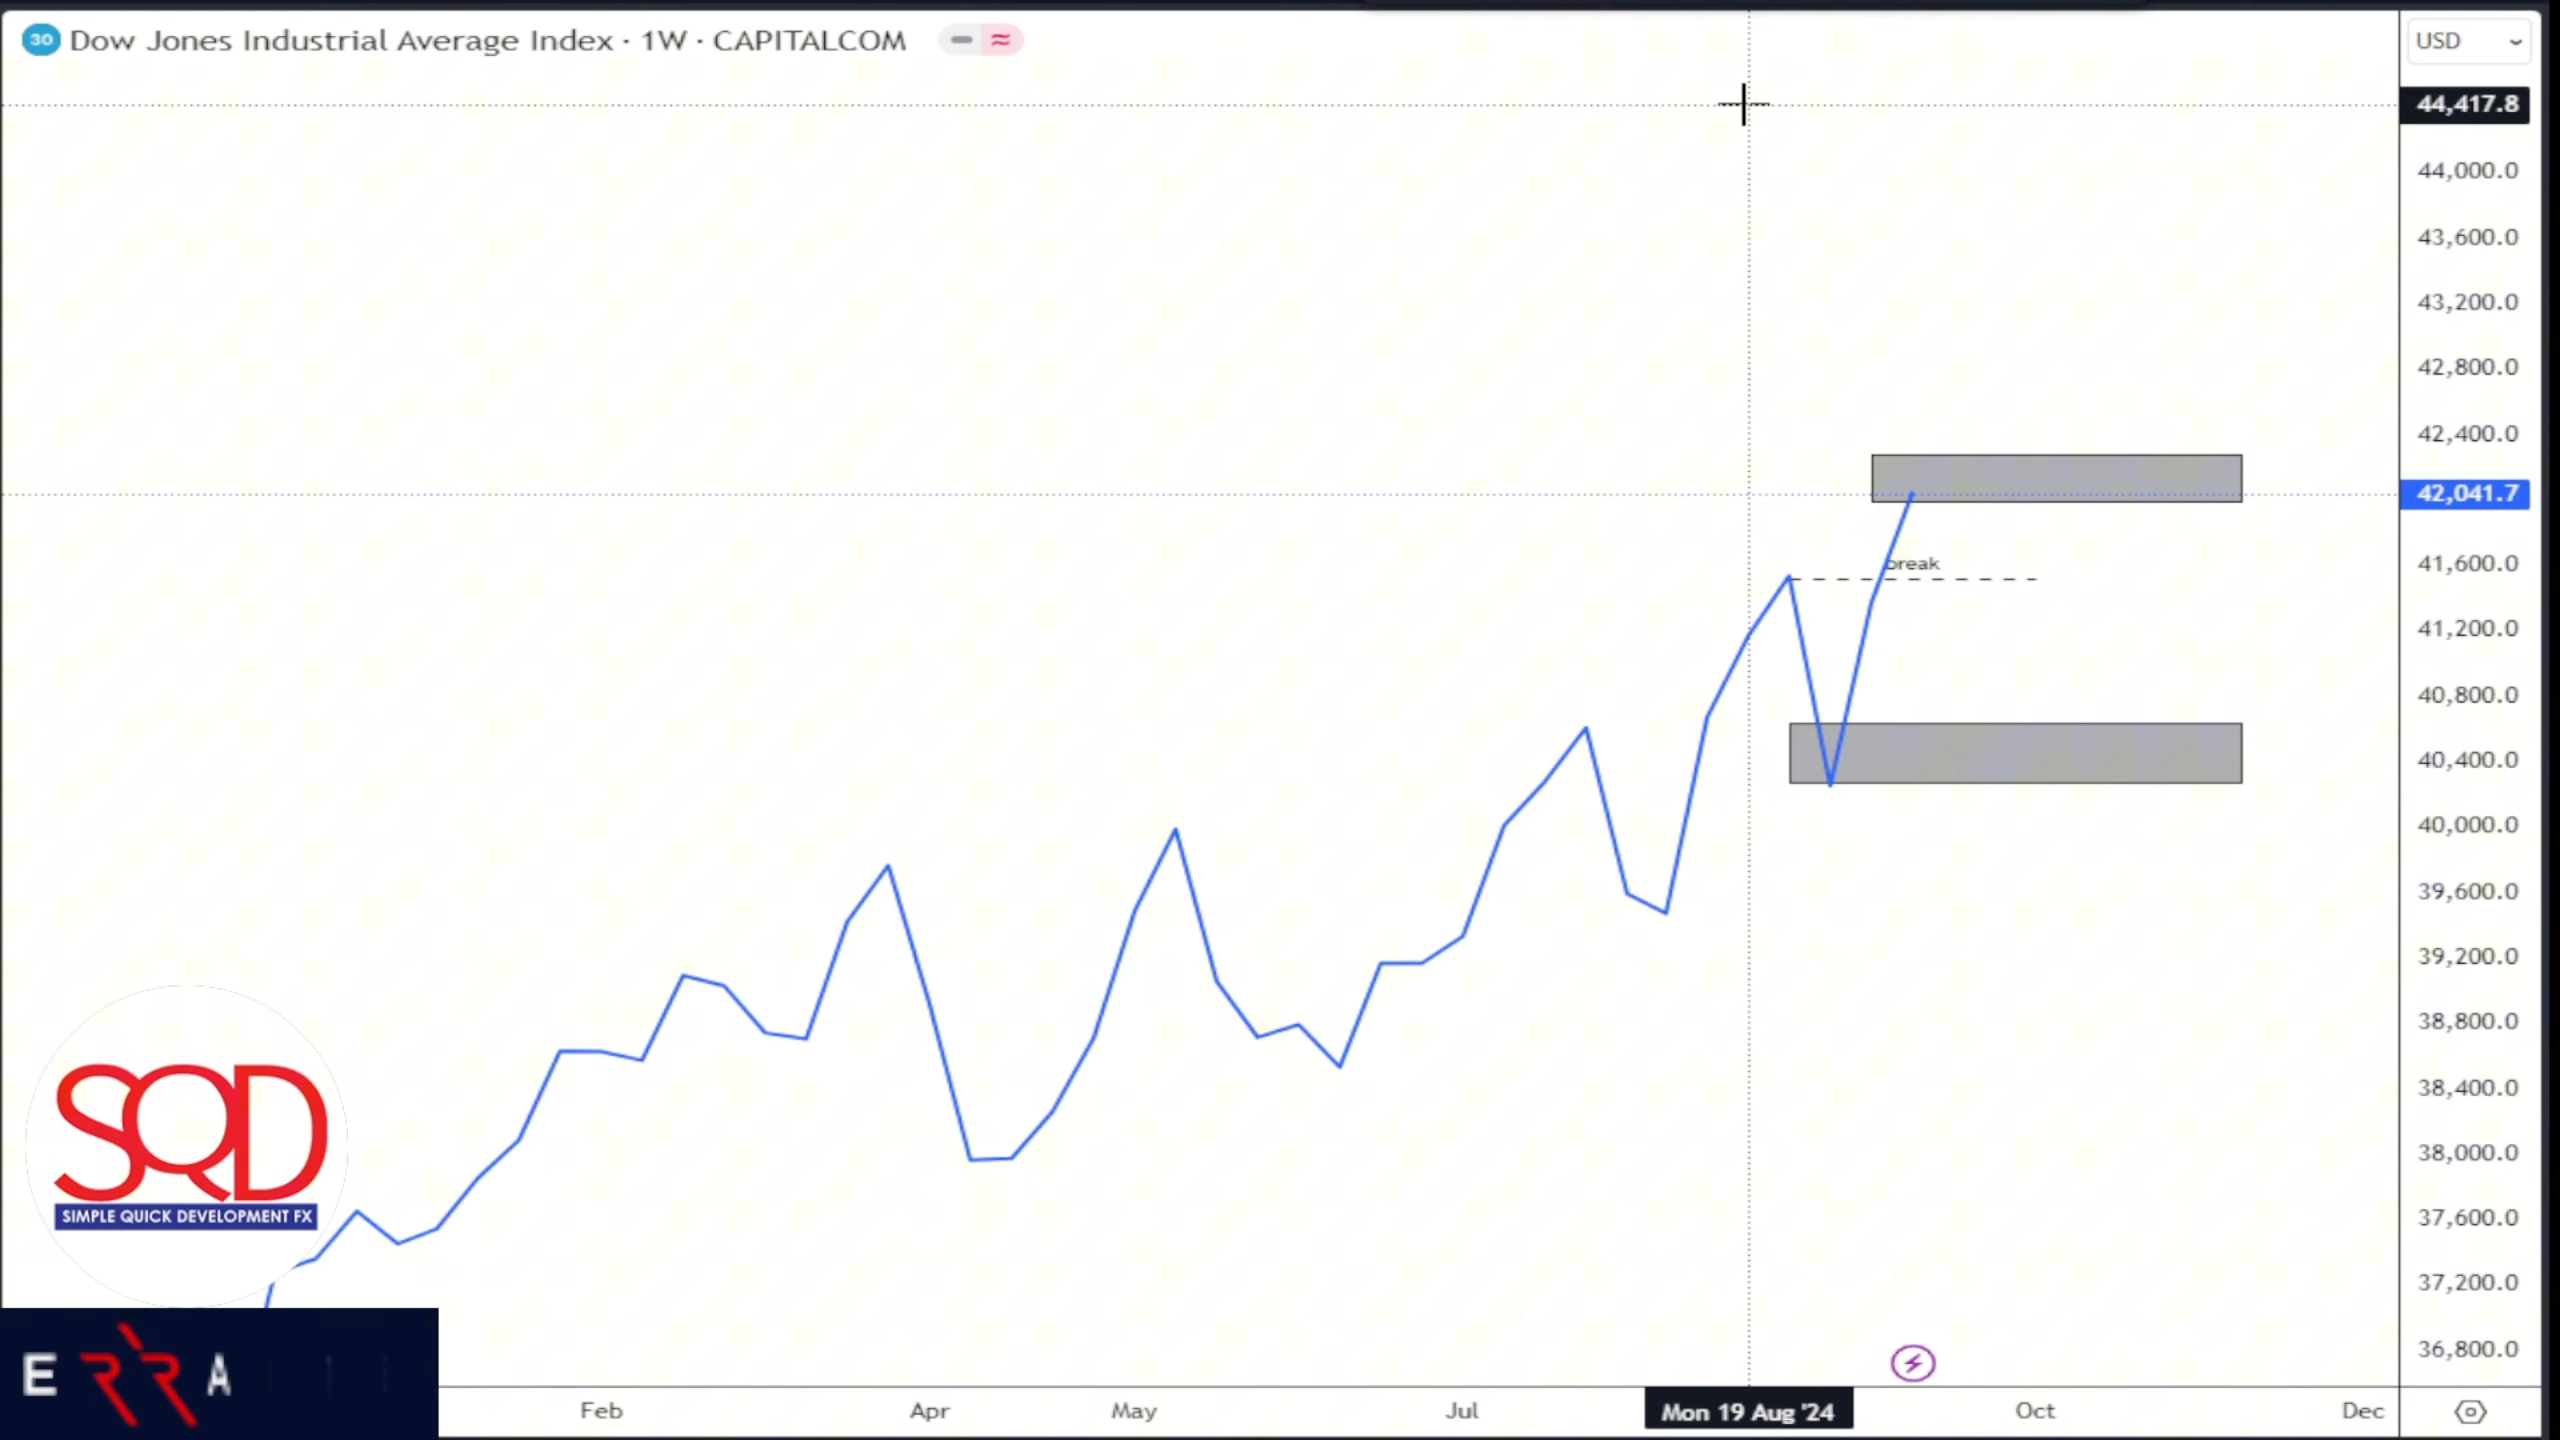 30 Dow Jones Industrial Average Index · 1W · CAPITALCOM
USD
44,417.8
44,000.0
43,600.0
43,200.0
42,800.0
42,400.0
42,041.7
break
41,600.0
41,200.0
40,800.0
40,400.0
40,000.0
39,600.0
39,200.0
38,800.0
38,400.0
38,000.0
37,600.0
37,200.0
36,800.0
SQD
SIMPLE QUICK DEVELOPMENT FX
E R R A
Feb Apr May Jul Mon 19 Aug '24 Oct Dec